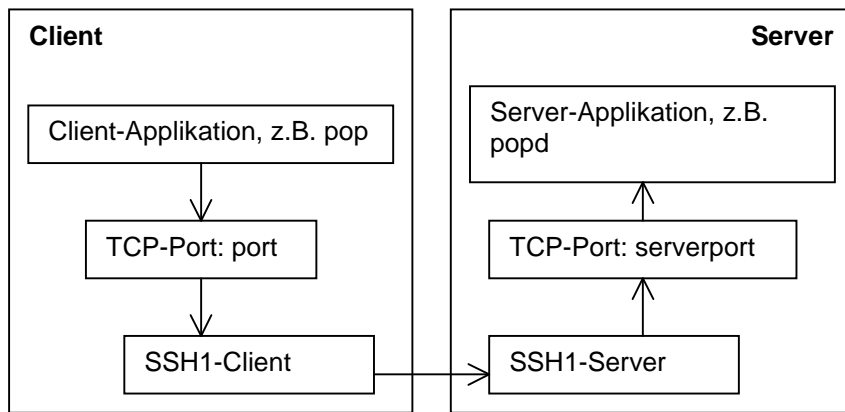 Client
Client-Applikation, z.B. pop
TCP-Port: port
SSH1-Client
Server
Server-Applikation, z.B.
popd
TCP-Port: serverport
SSH1-Server